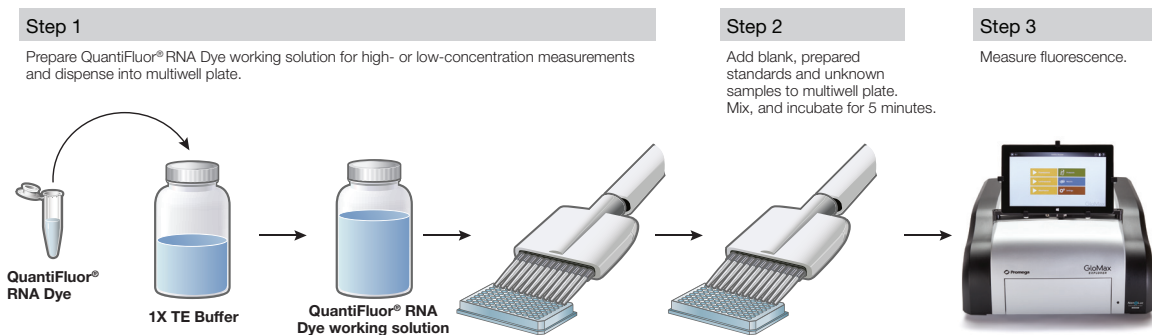 Step 1
Prepare QuantiFluor® RNA Dye working solution for high- or low-concentration measurements
and dispense into multiwell plate.
Step 2
Add blank, prepared
standards and unknown
samples to multiwell plate.
Mix, and incubate for 5 minutes.
Step 3
Measure fluorescence.
QuantiFluor®
RNA Dye
1X TE Buffer
QuantiFluor® RNA
Dye working solution
Promega
GloMax